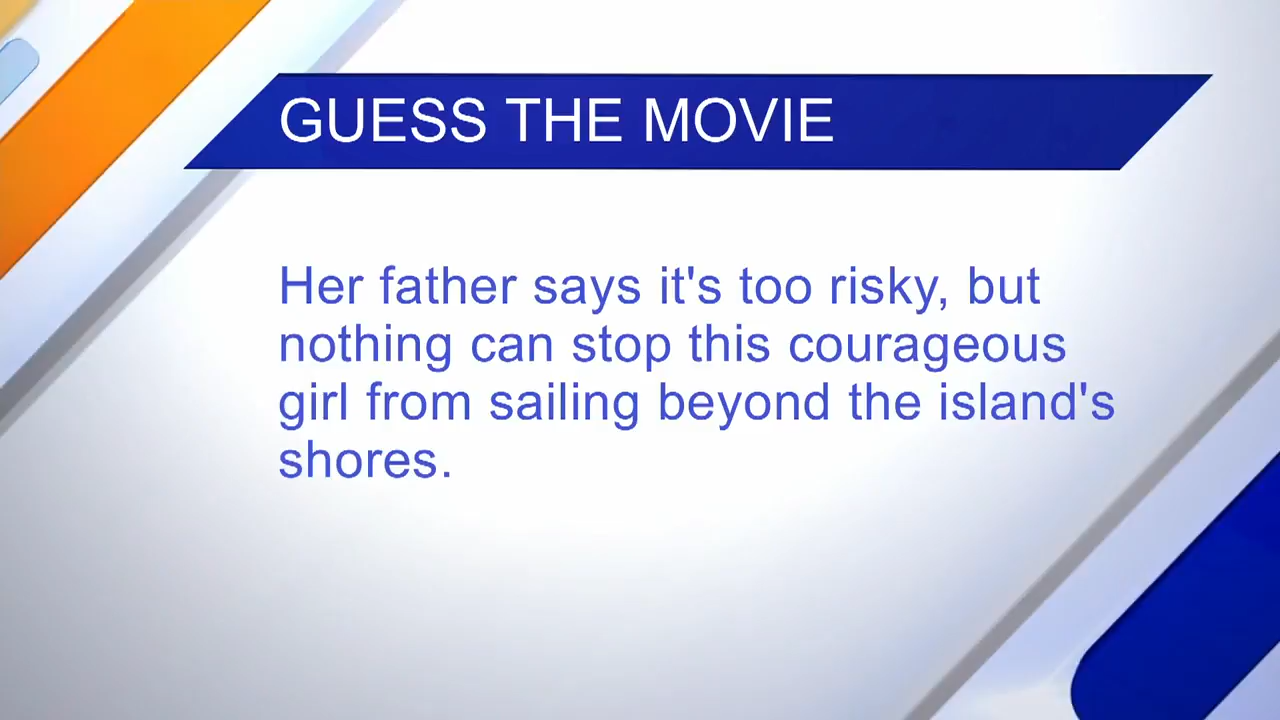 GUESS THE MOVIE
Her father says it's too risky, but
nothing can stop this courageous
girl from sailing beyond the island's
shores.